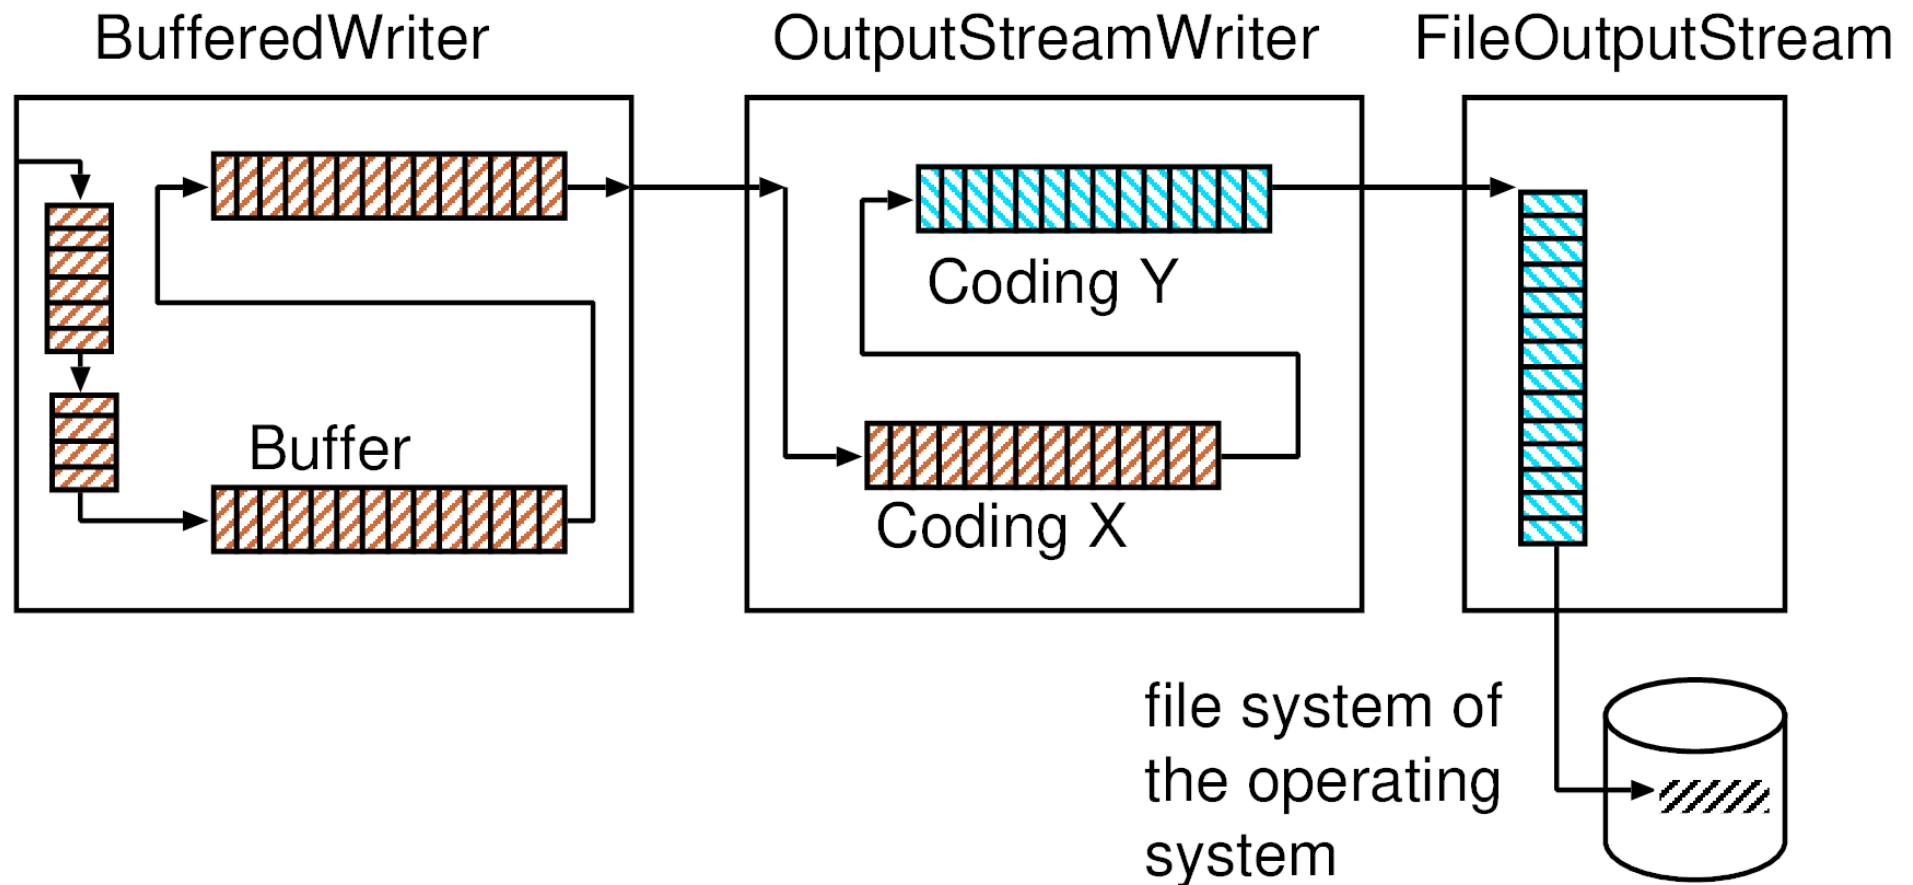 BufferedWriter
OutputStreamWriter
FileOutputStream
Coding Y
Buffer
Coding X
file system of
the operating
system